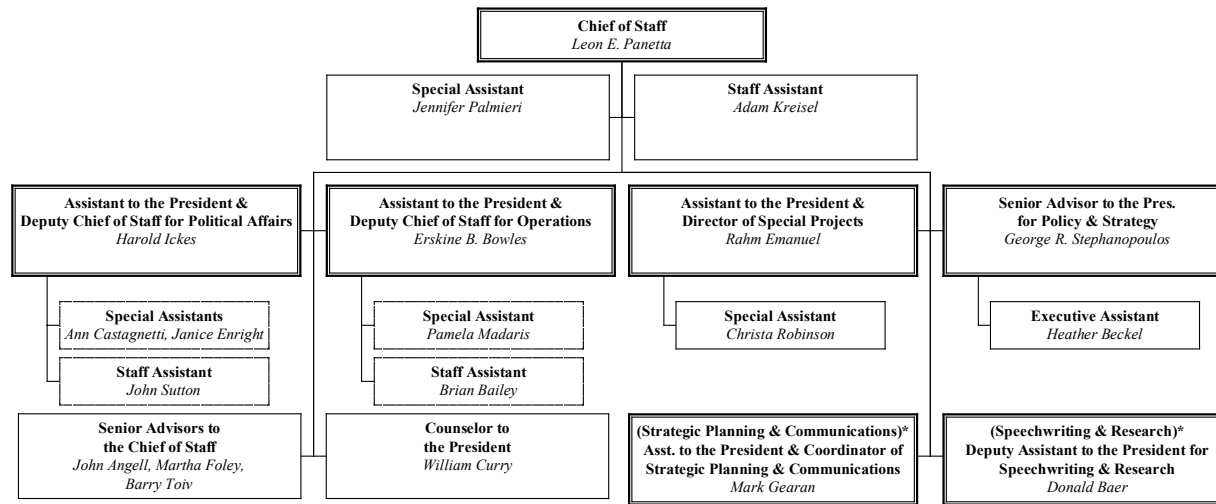 Chief of Staff
Leon E. Panetta
Special Assistant
Jennifer Palmieri
Staff Assistant
Adam Kreisel
Assistant to the President &
Deputy Chief of Staff for Political Affairs
Harold Ickes
Assistant to the President &
Deputy Chief of Staff for Operations
Erskine B. Bowles
Assistant to the President &
Director of Special Projects
Rahm Emanuel
Senior Advisor to the Pres.
for Policy & Strategy
George R. Stephanopoulos
Special Assistants
Ann Castagnetti, Janice Enright
Special Assistant
Pamela Madaris
Special Assistant
Christa Robinson
Executive Assistant
Heather Beckel
Staff Assistant
John Sutton
Staff Assistant
Brian Bailey
Senior Advisors to
the Chief of Staff
John Angell, Martha Foley,
Barry Toiv
Counselor to
the President
William Curry
(Strategic Planning & Communications)*
Asst. to the President & Coordinator of
Strategic Planning & Communications
Mark Gearan
(Speechwriting & Research)*
Deputy Assistant to the President for
Speechwriting & Research
Donald Baer